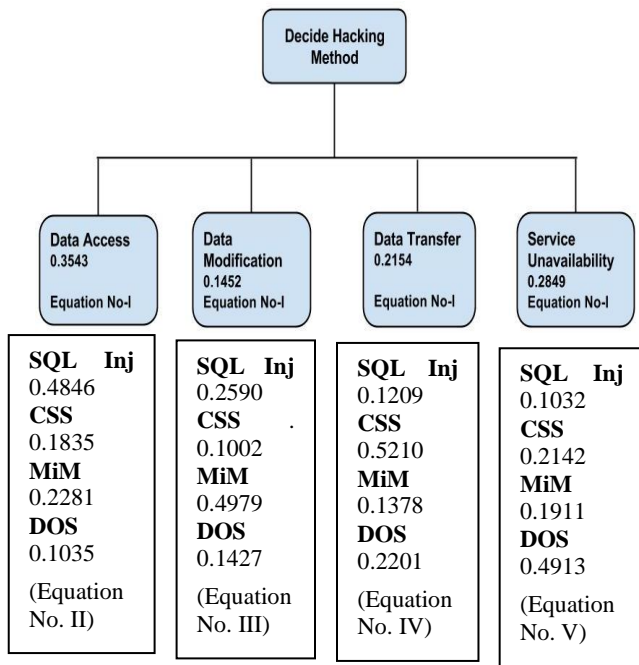 Decide Hacking
Method
Data Access
0.3543
Equation No-I
Data
Modification
0.1452
Equation No-I
Data Transfer
0.2154
Equation No-I
Service
Unavailability
0.2849
Equation No-I
SQL Inj
0.4846
CSS
0.1835
MiM
0.2281
DOS
0.1035
(Equation
No. II)
SQL Inj
0.2590
CSS .
0.1002
MiM
0.4979
DOS
0.1427
(Equation
No. III)
SQL Inj
0.1209
CSS
0.5210
MiM
0.1378
DOS
0.2201
(Equation
No. IV)
SQL Inj
0.1032
CSS
0.2142
MiM
0.1911
DOS
0.4913
(Equation
No. V)